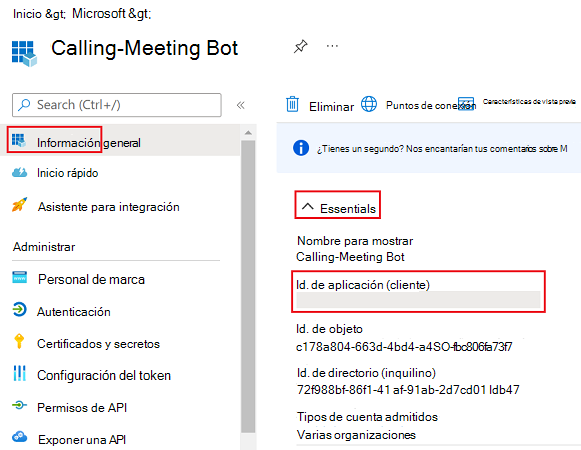 Inicio &gt; Microsoft &gt;
Calling-Meeting Bot
Search (Ctrl+/)
Eliminar
Puntos de conexión
Características de vista previa
Información general
¿Tienes un segundo? Nos encantarían tus comentarios sobre M
Inicio rápido
Asistente para integración
Essentials
Administrar
Nombre para mostrar
Calling-Meeting Bot
Personal de marca
Id. de aplicación (cliente)
Autenticación
Id. de objeto
Certificados y secretos
c178a804-663d-4bd4-a4SO-fbc806fa73f7
Configuración del token
Id. de directorio (inquilino)
72f988bf-86f1-41 af-91ab-2d7cd01 ldb47
Permisos de API
Tipos de cuenta admitidos
Exponer una API
Varias organizaciones